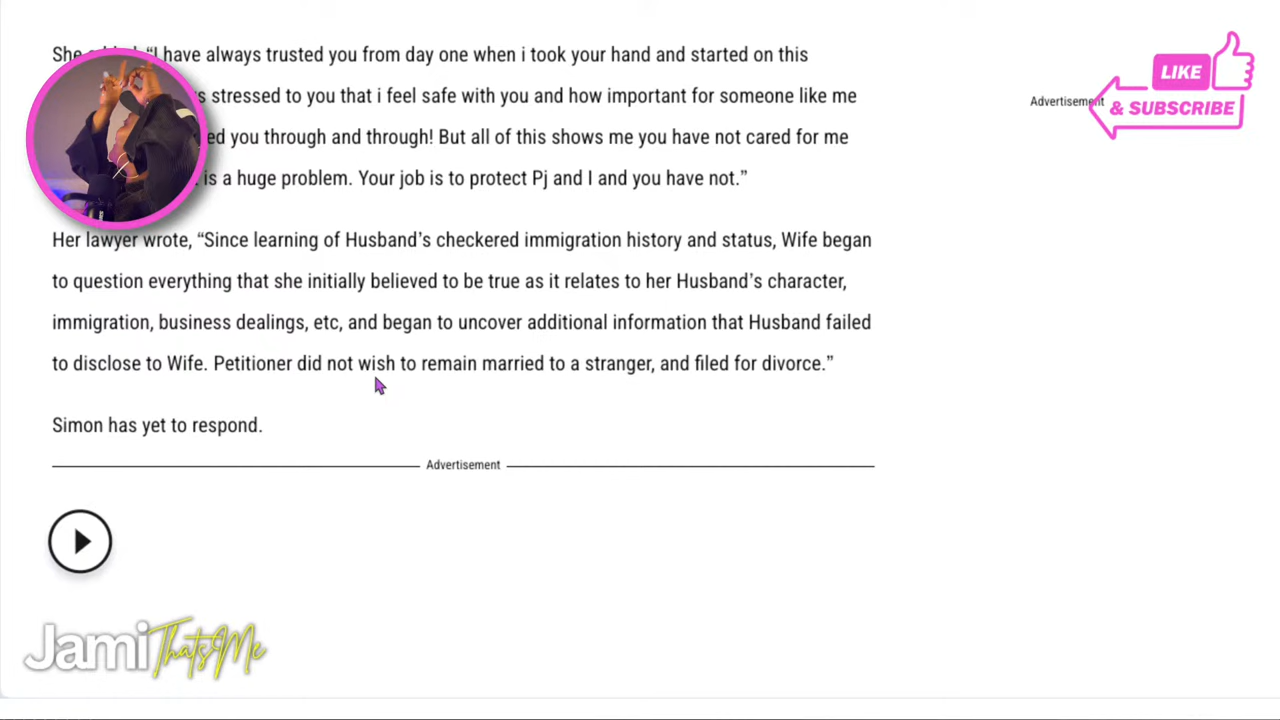 She “I have always trusted you from day one when i took your hand and started on this
stressed to you that i feel safe with you and how important for someone like me
you through and through! But all of this shows me you have not cared for me
is a huge problem. Your job is to protect Pj and I and you have not.”
Her lawyer wrote, “Since learning of Husband’s checkered immigration history and status, Wife began
to question everything that she initially believed to be true as it relates to her Husband’s character,
immigration, business dealings, etc, and began to uncover additional information that Husband failed
to disclose to Wife. Petitioner did not wish to remain married to a stranger, and filed for divorce.”
Simon has yet to respond.
Advertisement
LIKE
Advertisement
& SUBSCRIBE
Jami ThatsMe